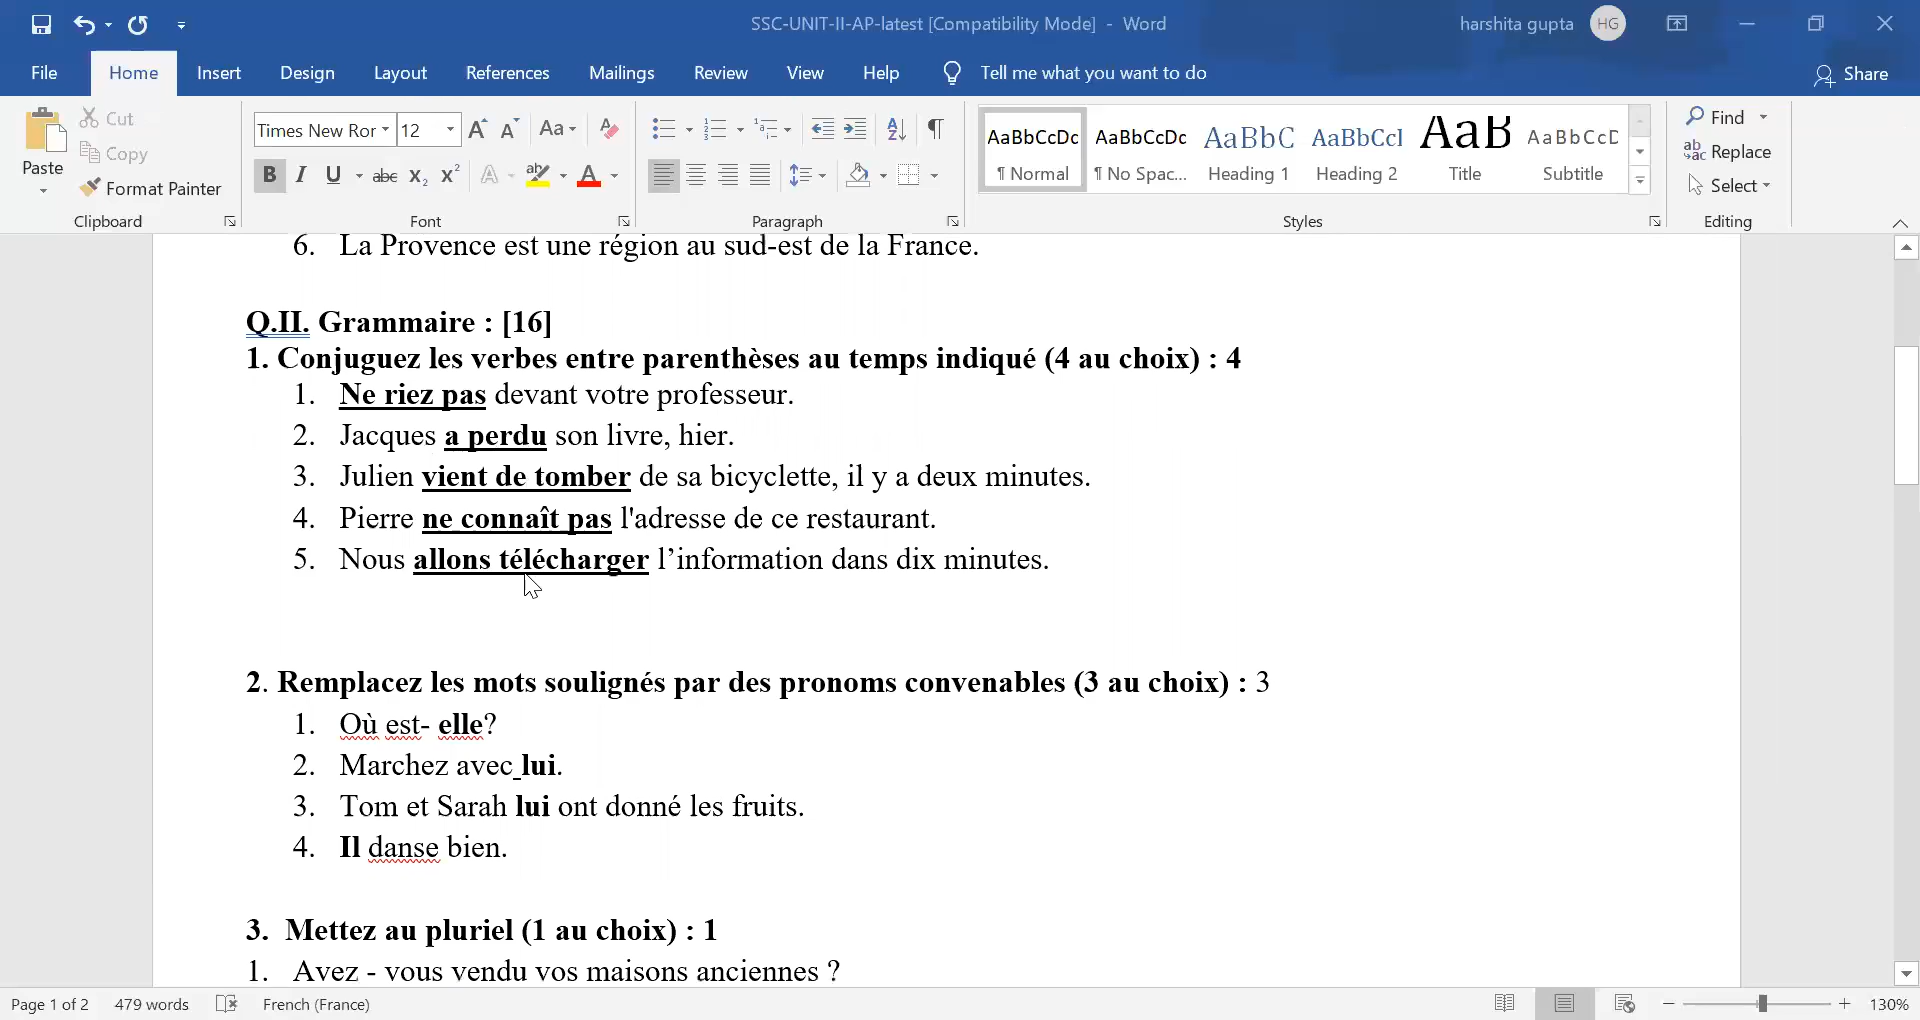 SSC-UNIT-II-AP-latest [Compatibility Mode] - Word
harshita gupta HG
File Home Insert Design Layout References Mailings Review View Help Tell me what you want to do Share
Paste
Cut
Copy
Format Painter
Clipboard
Times New Ror 12
Font
Paragraph
AaBbCcDc AaBbCcDc AaBbC AaBbCcI AaB AaBbCcD
¶ Normal ¶ No Spac... Heading 1 Heading 2 Title Subtitle
Styles
Find
Replace
Select
Editing
6. La Provence est une région au sud-est de la France.
Q.II. Grammaire : [16]
1. Conjuguez les verbes entre parenthèses au temps indiqué (4 au choix) : 4
1. Ne riez pas devant votre professeur.
2. Jacques a perdu son livre, hier.
3. Julien vient de tomber de sa bicyclette, il y a deux minutes.
4. Pierre ne connaît pas l'adresse de ce restaurant.
5. Nous allons télécharger l’information dans dix minutes.
2. Remplacez les mots soulignés par des pronoms convenables (3 au choix) : 3
1. Où est- elle?
2. Marchez avec lui.
3. Tom et Sarah lui ont donné les fruits.
4. Il danse bien.
3. Mettez au pluriel (1 au choix) : 1
1. Avez - vous vendu vos maisons anciennes ?
Page 1 of 2 479 words French (France) 130%